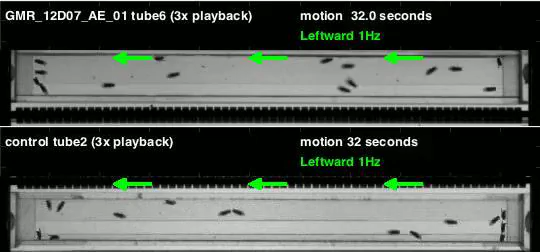 GMR_12D07_AE_01 tube6 (3x playback) motion 32.0 seconds
Leftward 1Hz
control tube2 (3x playback) motion 32 seconds
Leftward 1Hz